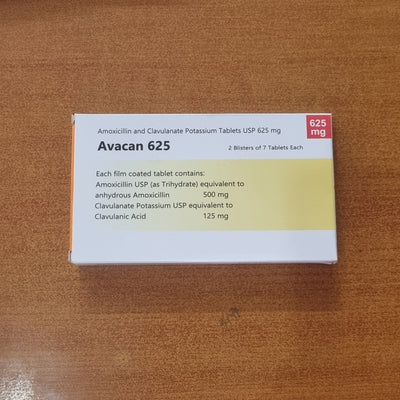 Amoxicillin and Clavulanate Potassium Tablets USP 625 mg
625
mg
Avacan 625
2 Blisters of 7 Tablets Each
Each film coated tablet contains:
Amoxicillin USP (as Trihydrate) equivalent to
anhydrous Amoxicillin 500 mg
Clavulanate Potassium USP equivalent to
Clavulanic Acid 125 mg